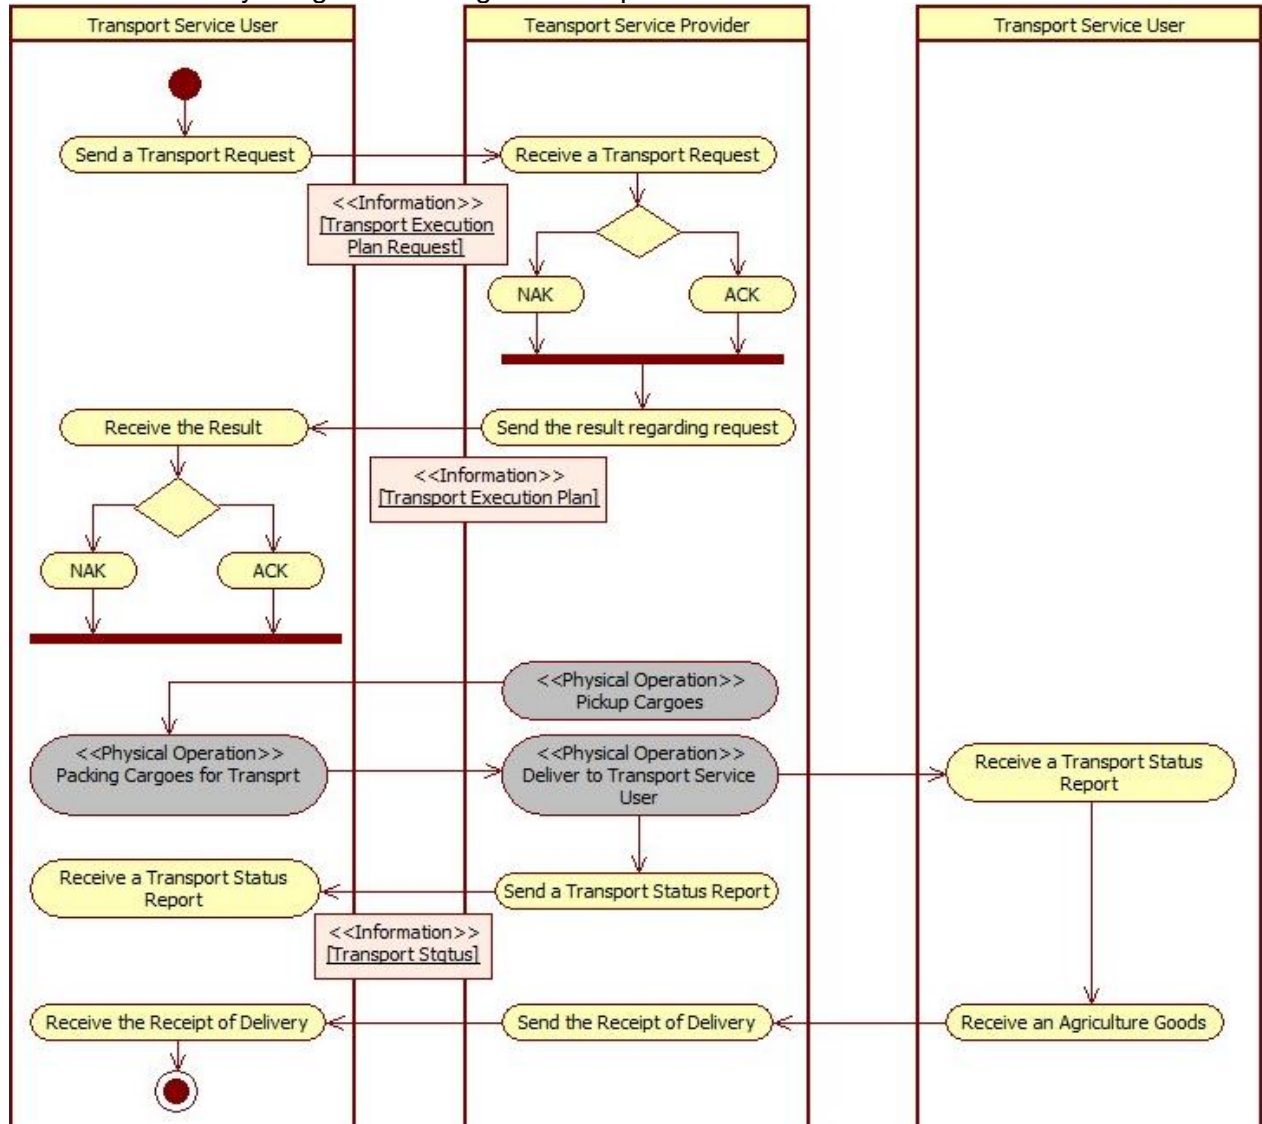 Transport Service User
Teansport Service Provider
Transport Service User
Send a Transport Request
Receive a Transport Request
<<Information>>
[Transport Execution
Plan Request]
NAK
ACK
Receive the Result
Send the result regarding request
<<Information>>
[Transport Execution Plan]
NAK
ACK
<<Physical Operation>>
Pickup Cargoes
<<Physical Operation>>
Packing Cargoes for Transprt
<<Physical Operation>>
Deliver to Transport Service
User
Receive a Transport Status
Report
Receive a Transport Status
Report
Send a Transport Status Report
<<Information>>
[Transport Stqtus]
Receive the Receipt of Delivery
Send the Receipt of Delivery
Receive an Agriculture Goods